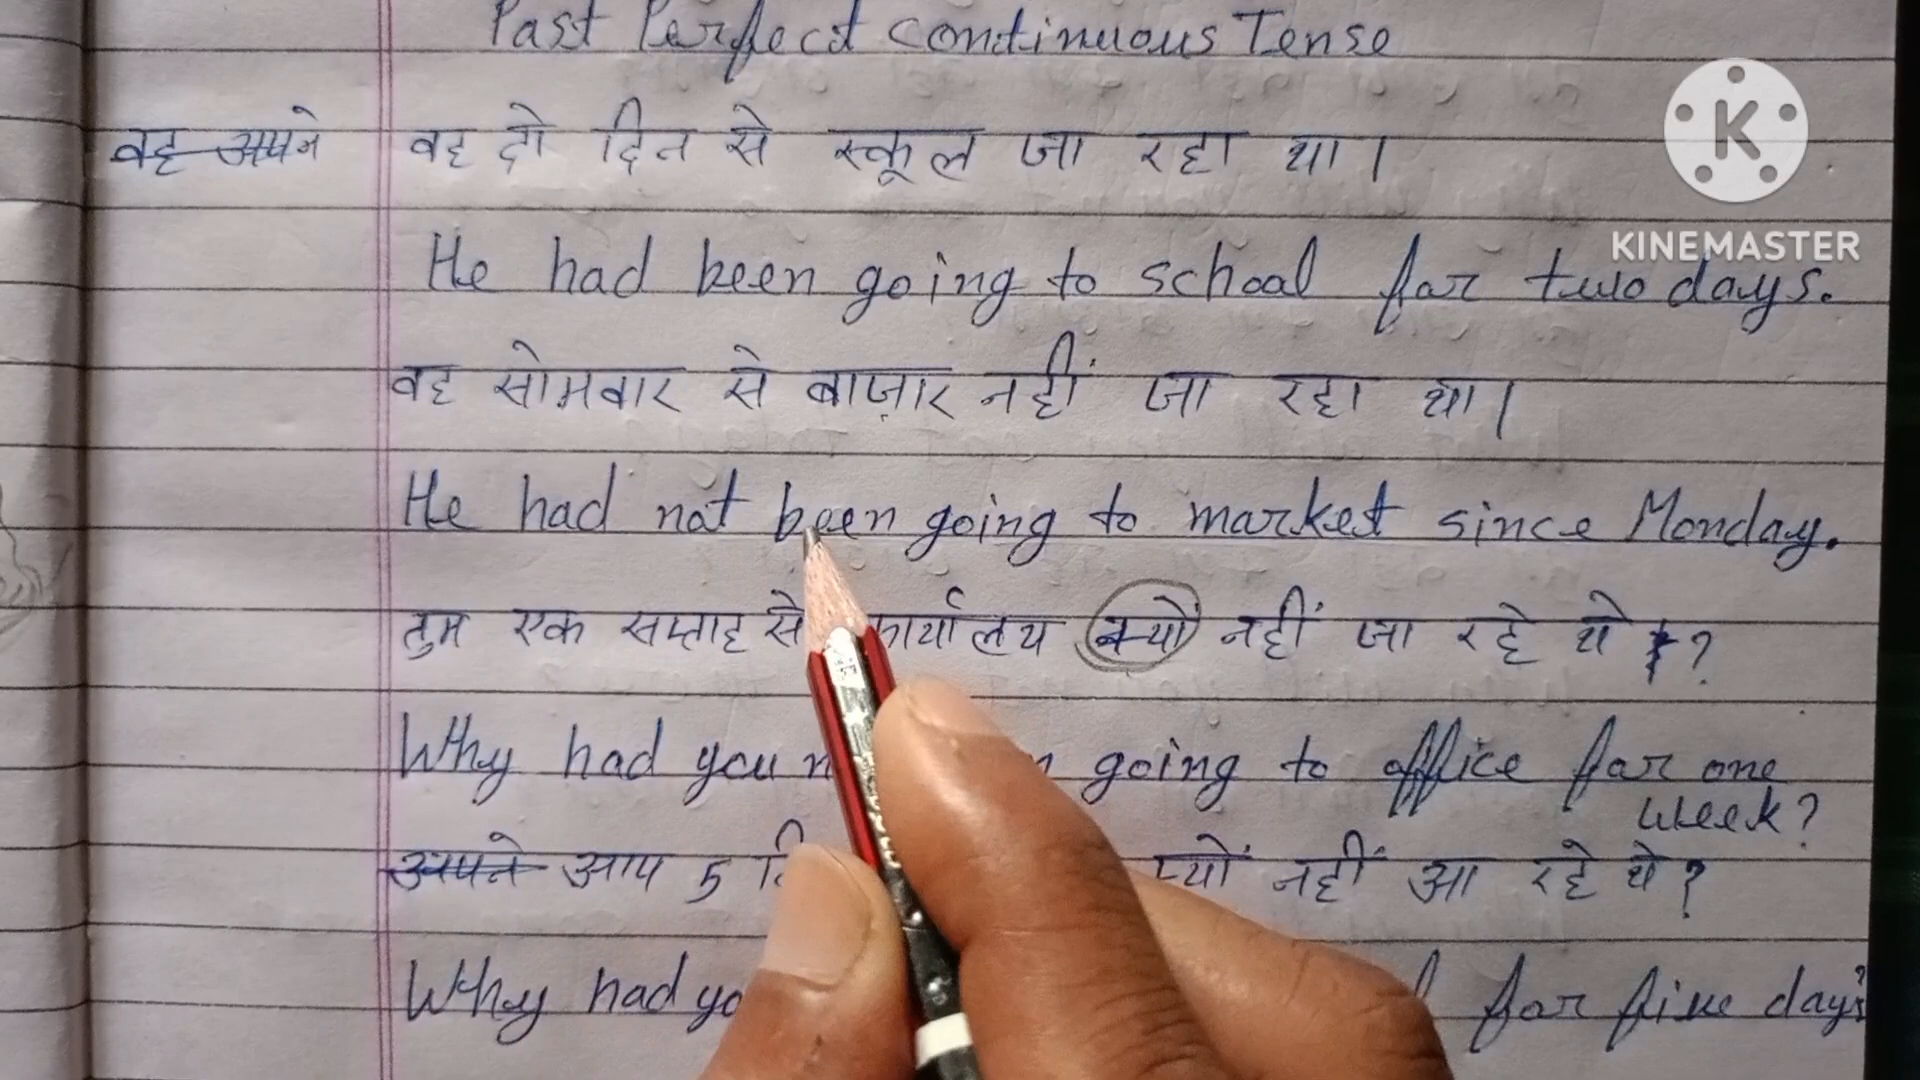 Past Perfect Continuous Tense
वह अपने वह दो दिन से स्कूल जा रहा था।
K
KINEMASTER
He had been going to school for two days.
वह सोमवार से बाज़ार नहीं जा रहा था।
He had not been going to market since Monday.
तुम एक सप्ताह से कार्यालय क्यों नहीं जा रहे थे ?
Why had you going to office for one
week?
अपने आप 5 क्यों नहीं आ रहे थे?
Why had for five days?